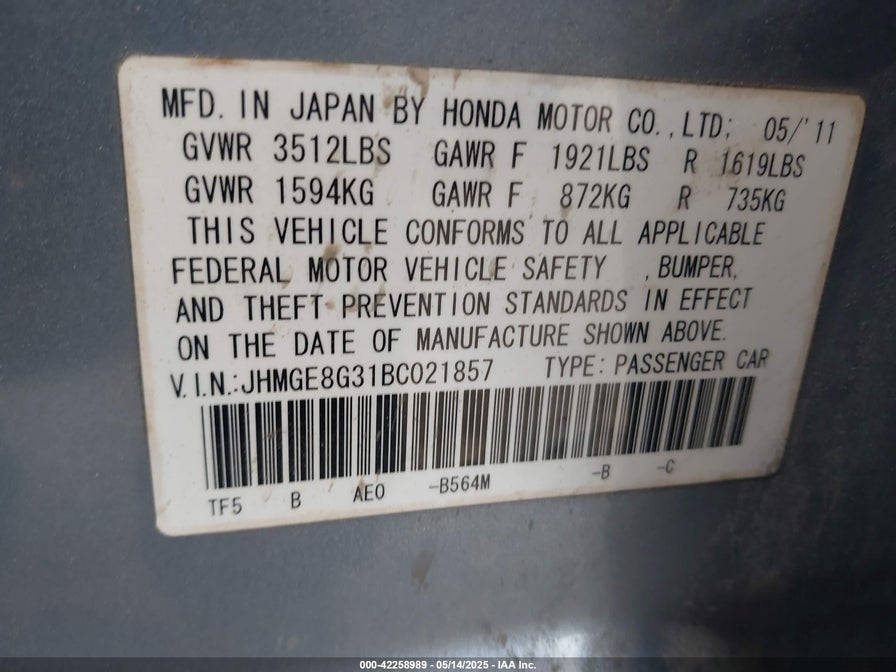 MFD. IN JAPAN BY HONDA MOTOR CO., LTD; 05/'11
GVWR 3512LBS GAWR F 1921LBS R 1619LBS
GVWR 1594KG GAWR F 872KG R 735KG
THIS VEHICLE CONFORMS TO ALL APPLICABLE
FEDERAL MOTOR VEHICLE SAFETY , BUMPER,
AND THEFT PREVENTION STANDARDS IN EFFECT
ON THE DATE OF MANUFACTURE SHOWN ABOVE.
V.I.N.:JHMGE8G31BC021857 TYPE: PASSENGER CAR
TF5 B AE0 -B564M -B -C
000-42258989 — 05/14/2025 - IAA Inc.